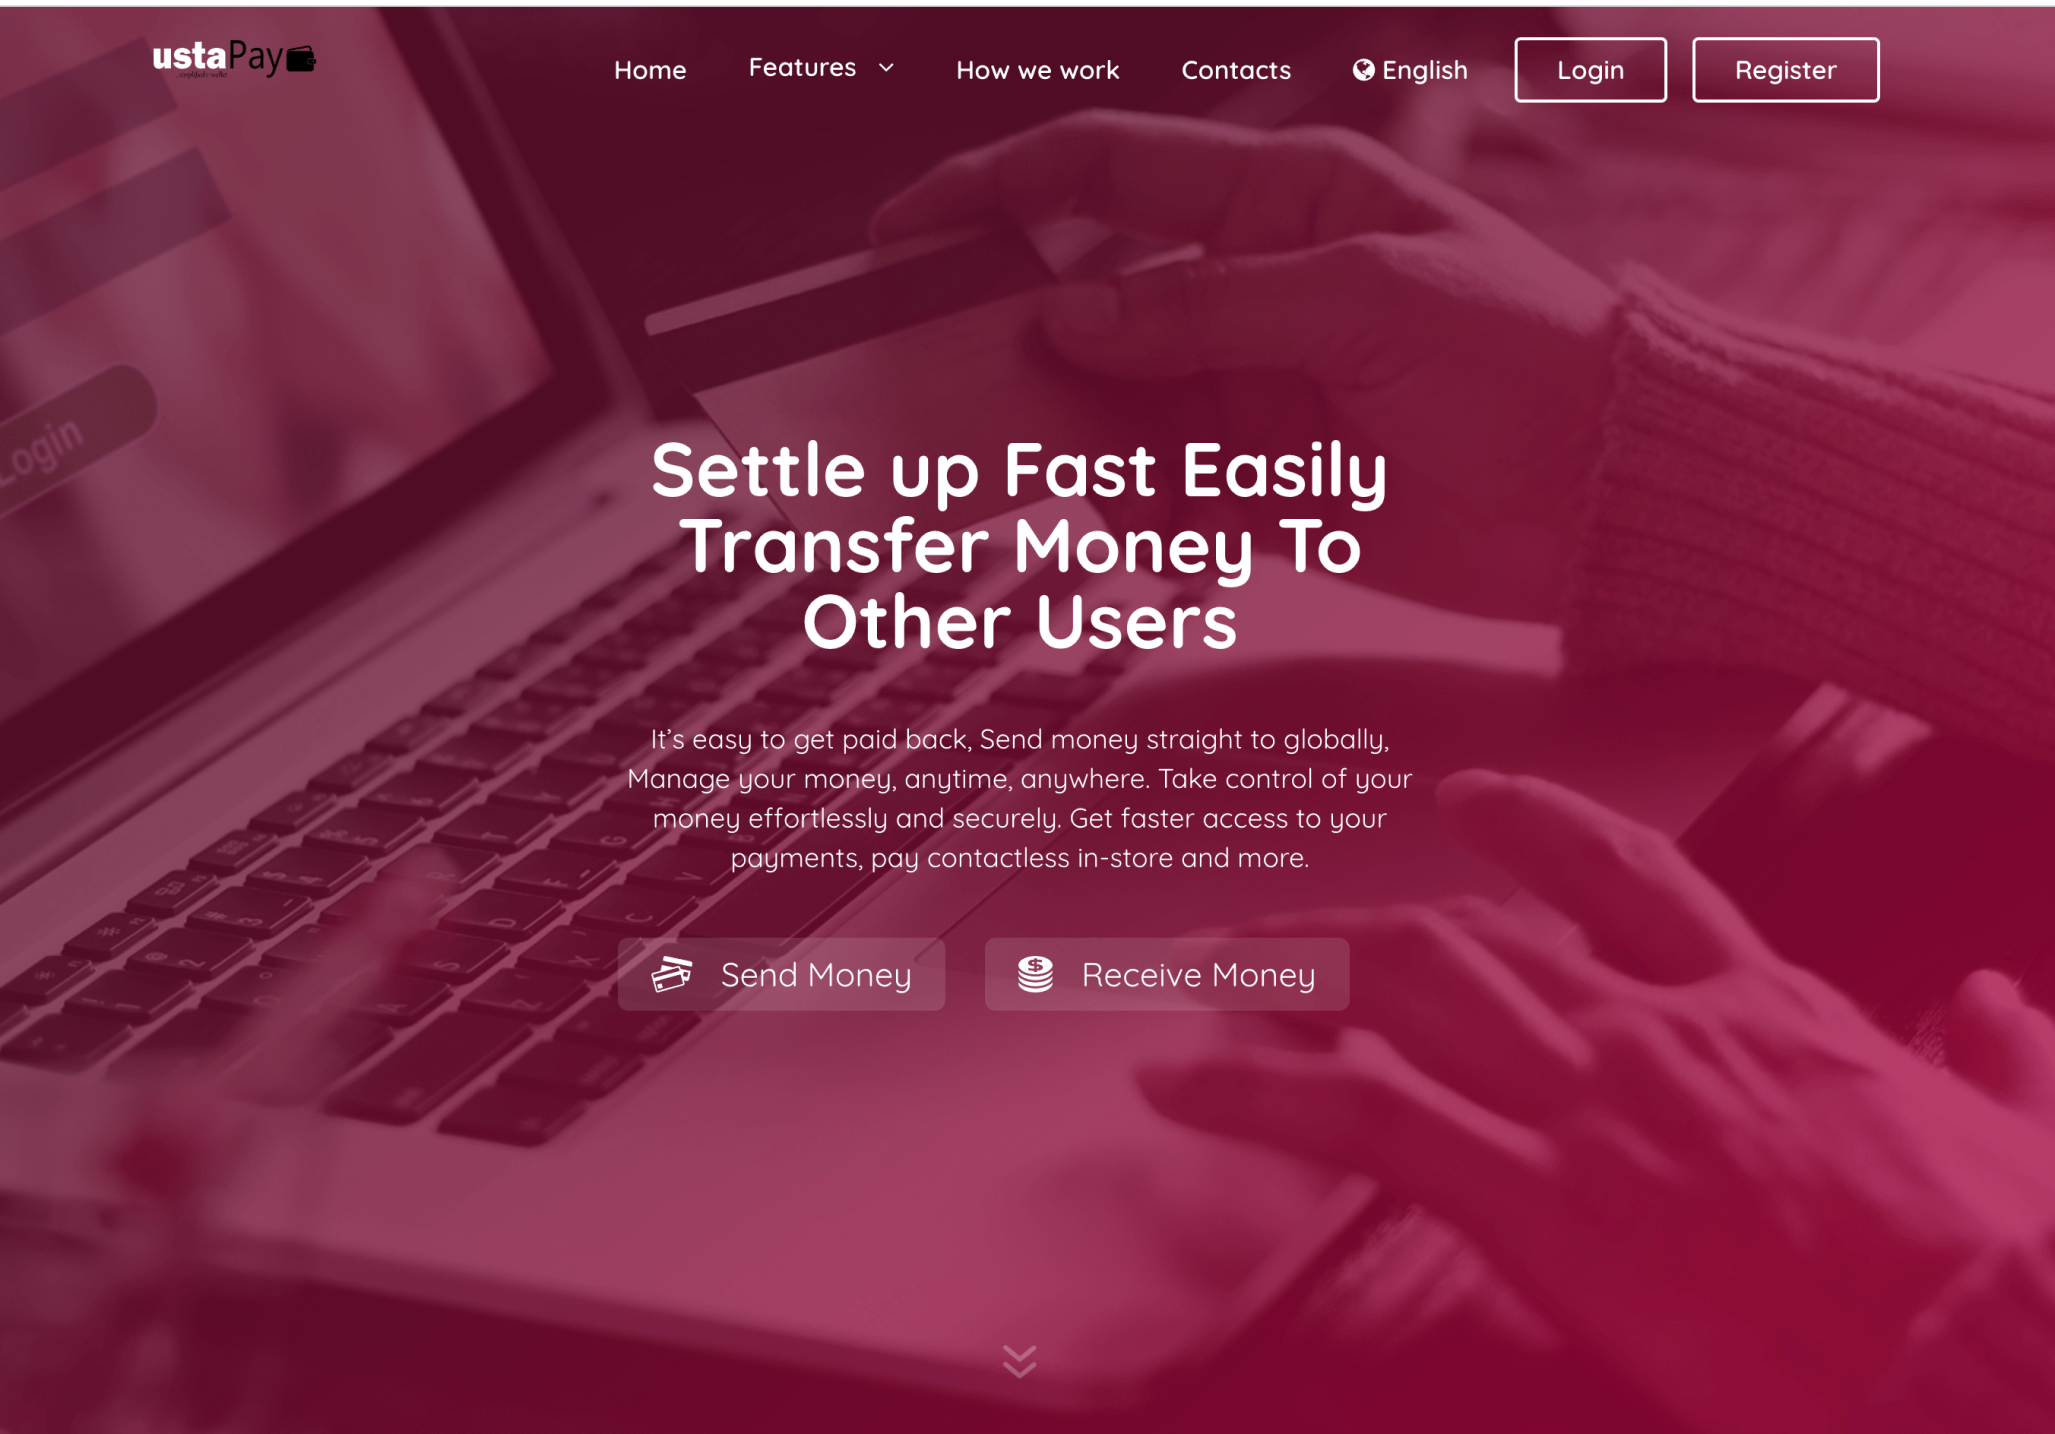 ustaPay
Home Features How we work Contacts English Login Register
Login
Settle up Fast Easily
Transfer Money To
Other Users
It’s easy to get paid back, Send money straight to globally,
Manage your money, anytime, anywhere. Take control of your
money effortlessly and securely. Get faster access to your
payments, pay contactless in-store and more.
Send Money Receive Money